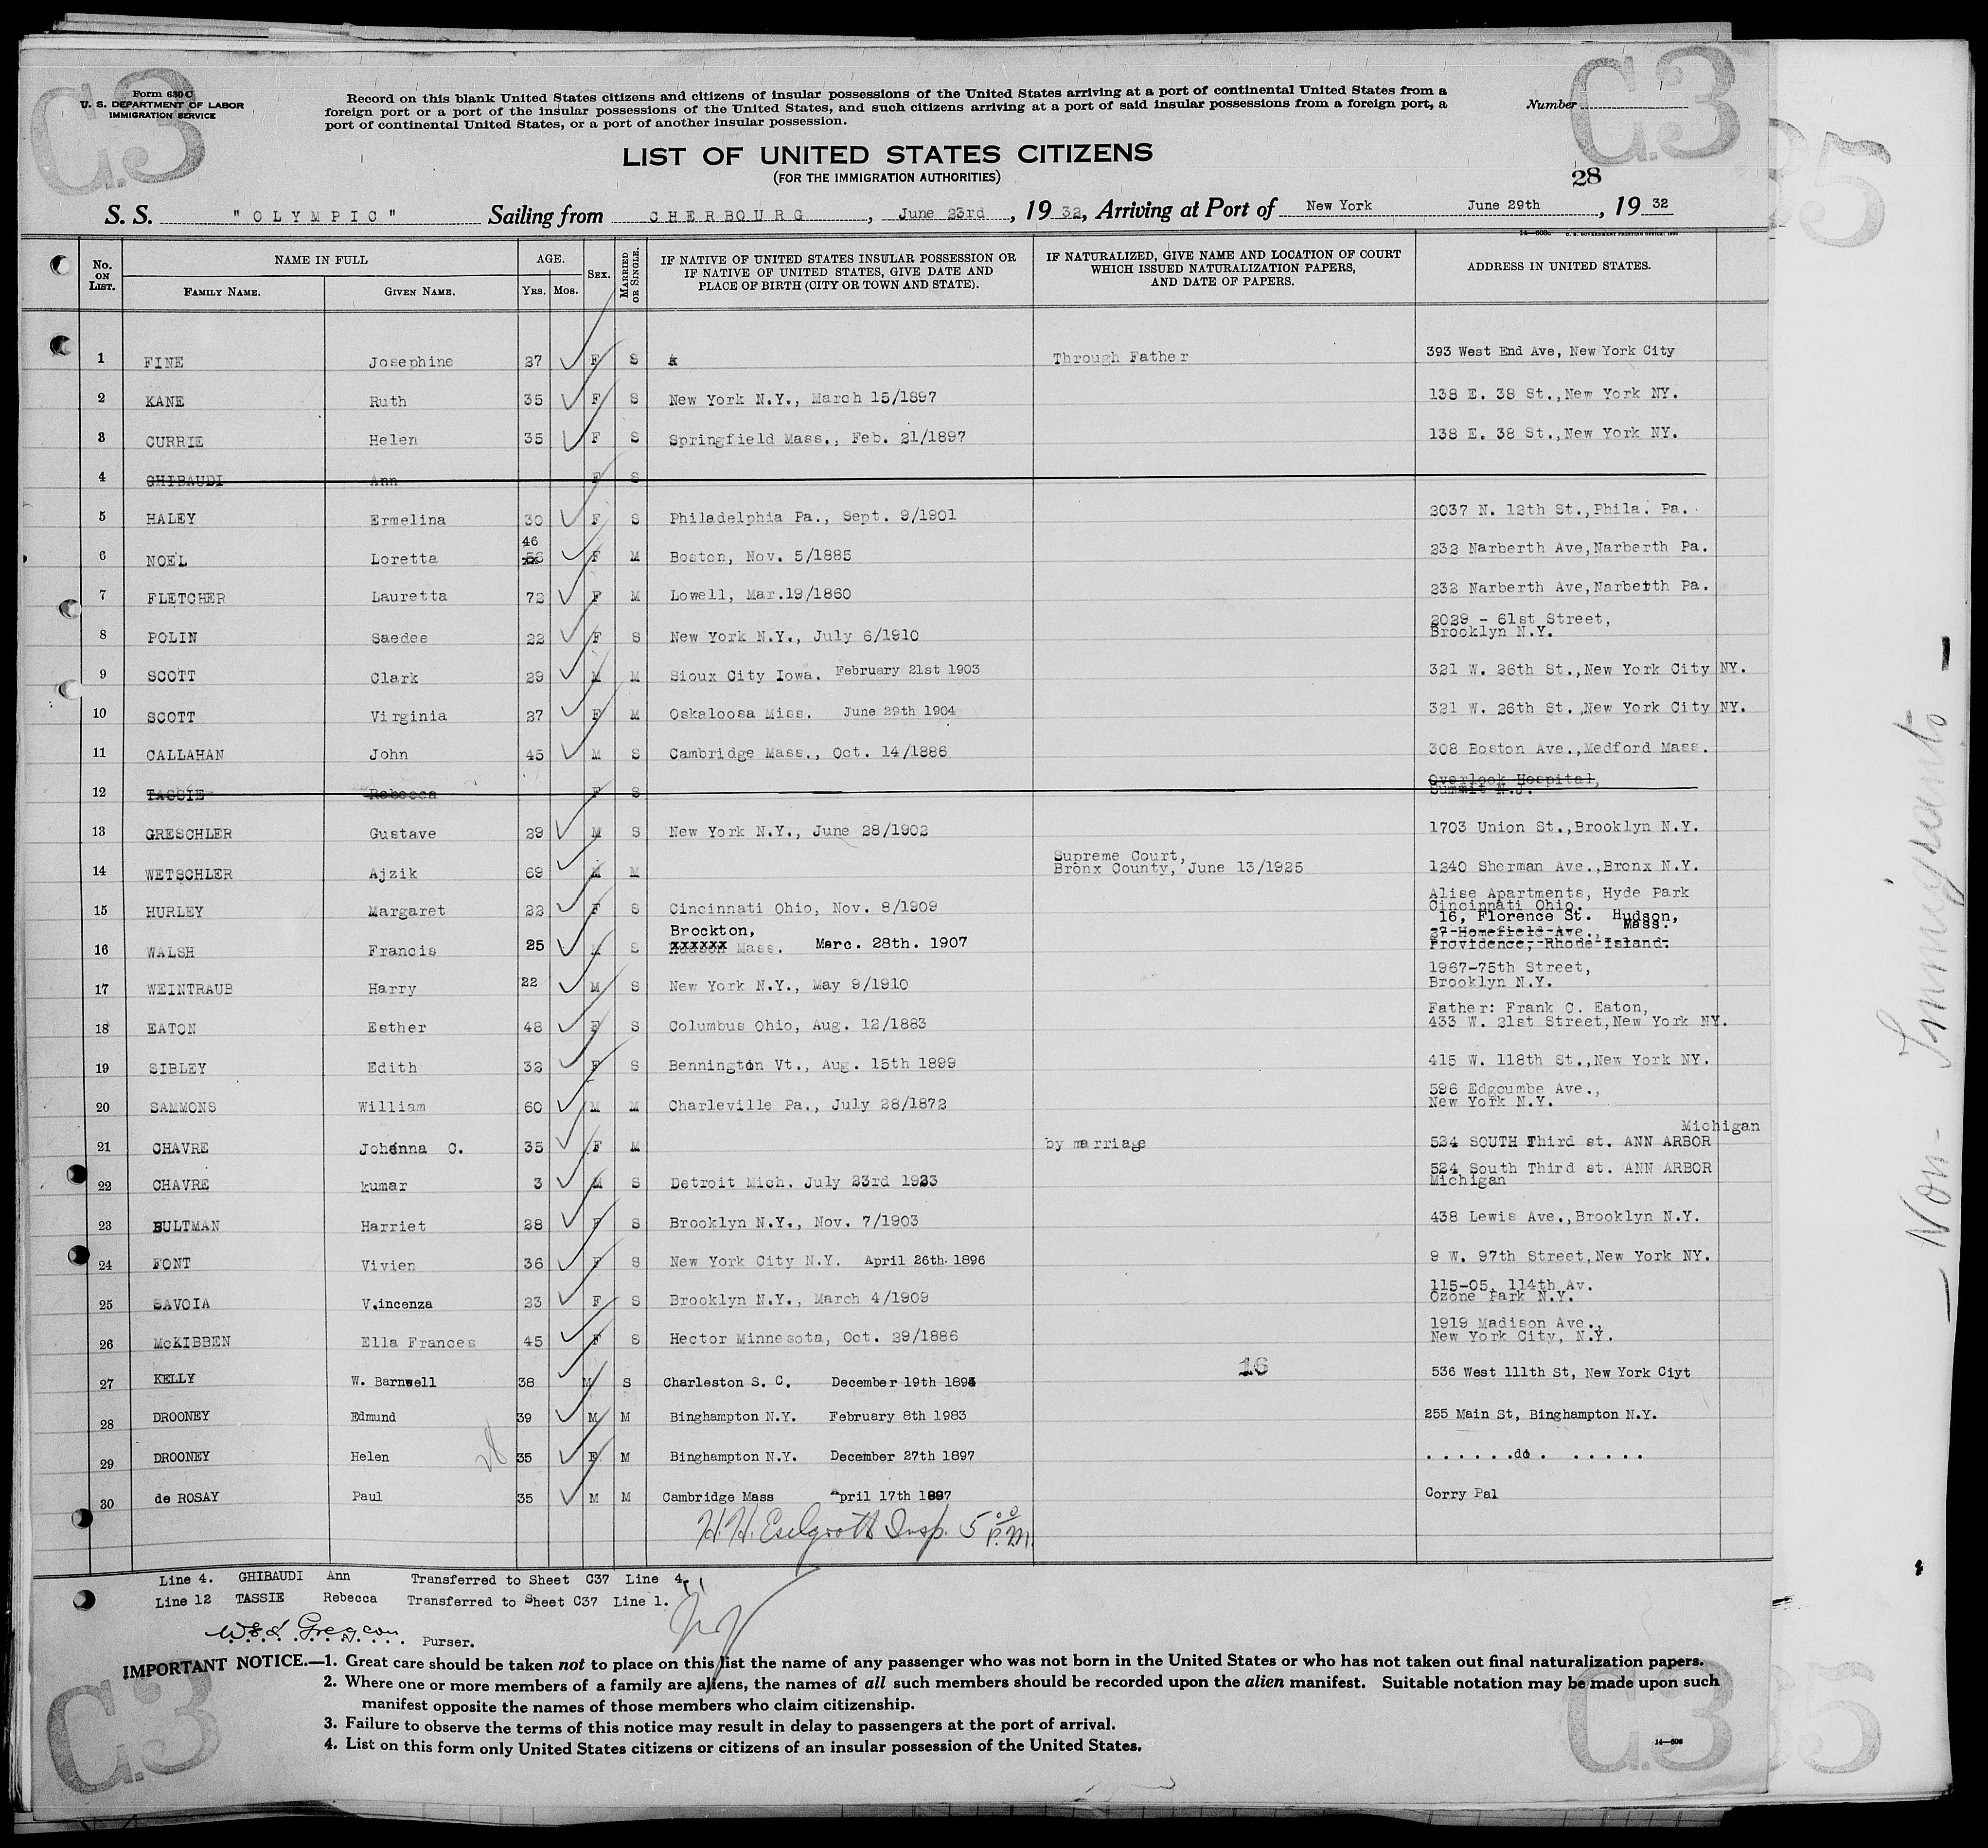 C.3
C.3
Form 630 C
U. S. DEPARTMENT OF LABOR
IMMIGRATION SERVICE
Record on this blank United States citizens and citizens of insular possessions of the United States arriving at a port of continental United States from a
foreign port or a port of the insular possessions of the United States, and such citizens arriving at a port of said insular possessions from a foreign port, a
port of continental United States, or a port of another insular possession.
Number
LIST OF UNITED STATES CITIZENS
(FOR THE IMMIGRATION AUTHORITIES)
28
S. S. "OLYMPIC" Sailing from CHERBOURG, June 23rd, 19 32, Arriving at Port of New York June 29th, 19 32
No. ON LIST. NAME IN FULL AGE. SEX. MARRIED OR SINGLE. IF NATIVE OF UNITED STATES INSULAR POSSESSION OR IF NATIVE OF UNITED STATES, GIVE DATE AND PLACE OF BIRTH (CITY OR TOWN AND STATE). IF NATURALIZED, GIVE NAME AND LOCATION OF COURT WHICH ISSUED NATURALIZATION PAPERS, AND DATE OF PAPERS. ADDRESS IN UNITED STATES.
FAMILY NAME. GIVEN NAME. YRS. MOS.
1 FINE Josephine 27 F S Through Father 393 West End Ave, New York City
2 KANE Ruth 35 F S New York N.Y., March 15/1897 138 E. 38 St.,New York NY.
3 CURRIE Helen 35 F S Springfield Mass., Feb. 21/1897 138 E. 38 St.,New York NY.
4 GHIBAUDI Ann F S
5 HALEY Ermelina 30 F S Philadelphia Pa., Sept. 9/1901 2037 N. 12th St.,Phila. Pa.
6 NOEL Loretta 46 F M Boston, Nov. 5/1885 232 Narberth Ave,Narberth Pa.
7 FLETCHER Lauretta 72 F M Lowell, Mar.19/1860 232 Narberth Ave,Narberth Pa.
8 POLIN Saedee 22 F S New York N.Y., July 6/1910 2029 - 61st Street,
Brooklyn N.Y.
9 SCOTT Clark 29 M M Sioux City Iowa. February 21st 1903 321 W. 26th St.,New York City NY.
10 SCOTT Virginia 27 F M Oskaloosa Miss. June 29th 1904 321 W. 26th St.,New York City NY.
11 CALLAHAN John 45 M S Cambridge Mass., Oct. 14/1886 308 Boston Ave.,Medford Mass.
12 TASSIE Rebecca F S Overlook Hospital,
Summit N.J.
13 GRESCHLER Gustave 29 M S New York N.Y., June 28/1902 1703 Union St.,Brooklyn N.Y.
14 WETSCHLER Ajzik 69 M M Supreme Court,
Bronx County, June 13/1925 1240 Sherman Ave.,Bronx N.Y.
15 HURLEY Margaret 22 F S Cincinnati Ohio, Nov. 8/1909 Alise Apartments, Hyde Park
Cincinnati Ohio.
16 WALSH Francis 25 M S Brockton, Mass. Marc. 28th. 1907 16, Florence St. Hudson, Mass.
37 Homefield Ave.,
Providence, Rhode Island.
17 WEINTRAUB Harry 22 M S New York N.Y., May 9/1910 1967-75th Street,
Brooklyn N.Y.
18 EATON Esther 48 F S Columbus Ohio, Aug. 12/1883 Father: Frank C. Eaton,
433 W. 21st Street,New York NY.
19 SIBLEY Edith 32 F S Bennington Vt., Aug. 15th 1899 415 W. 118th St.,New York NY.
20 SAMMONS William 60 M M Charleville Pa., July 28/1872 596 Edgcumbe Ave.,
New York N.Y.
21 CHAVRE Johanna C. 35 F M by marriage 524 SOUTH Third st. ANN ARBOR Michigan
22 CHAVRE kumar 3 M S Detroit Mich. July 23rd 1923 524 South Third st. ANN ARBOR
Michigan
23 BULTMAN Harriet 28 F S Brooklyn N.Y., Nov. 7/1903 438 Lewis Ave.,Brooklyn N.Y.
24 FONT Vivien 36 F S New York City N.Y. April 26th 1896 9 W. 97th Street,New York NY.
25 SAVOIA V.incenza 23 F S Brooklyn N.Y., March 4/1909 115-05, 114th Av.
Ozone Park N.Y.
26 McKIBBEN Ella Frances 45 F S Hector Minnesota, Oct. 29/1886 1919 Madison Ave.,
New York City, N.Y.
16
27 KELLY W. Barnwell 38 M S Charleston S. C. December 19th 1894 536 West 111th St, New York Ciyt
28 DROONEY Edmund 39 M M Binghampton N.Y. February 8th 1983 255 Main St, Binghampton N.Y.
29 DROONEY Helen 35 F M Binghampton N.Y. December 27th 1897 . . . . . . .do. . . . . .
28
30 de ROSAY Paul 35 M M Cambridge Mass April 17th 1897 Corry Pal
Insp. 5 00 P.M.
Line 4. GHIBAUDI Ann Transferred to Sheet C37 Line 4.
Line 12 TASSIE Rebecca Transferred to Sheet C37 Line 1.
Purser.
IMPORTANT NOTICE.—1. Great care should be taken not to place on this list the name of any passenger who was not born in the United States or who has not taken out final naturalization papers.
2. Where one or more members of a family are aliens, the names of all such members should be recorded upon the alien manifest. Suitable notation may be made upon such
manifest opposite the names of those members who claim citizenship.
3. Failure to observe the terms of this notice may result in delay to passengers at the port of arrival.
4. List on this form only United States citizens or citizens of an insular possession of the United States.
C.3
C.3
Non-Immigrants